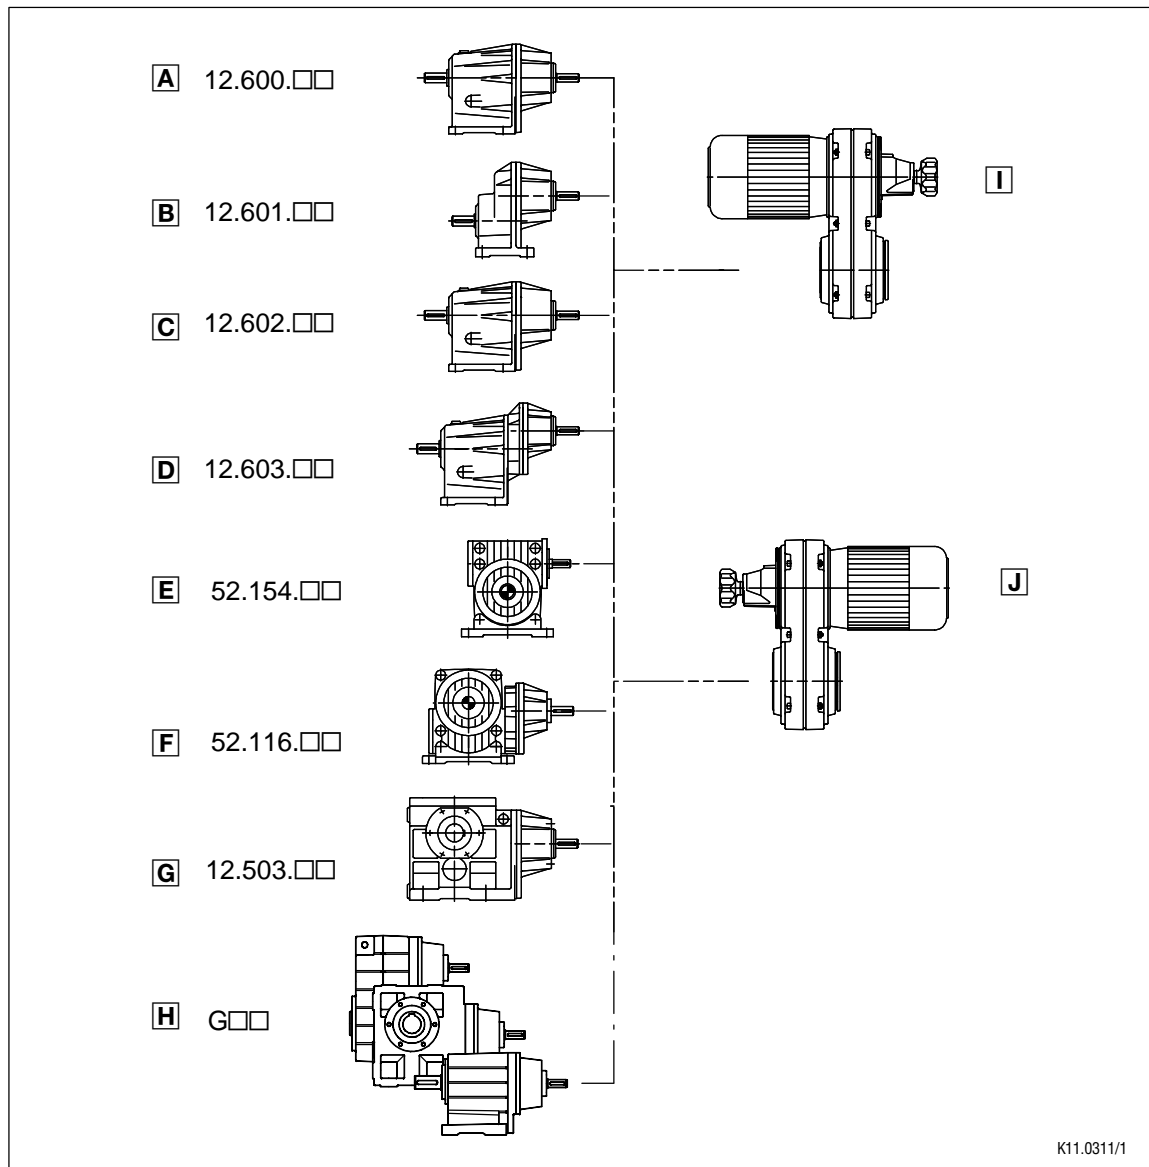 A 12.600.□□
I
B 12.601.□□
C 12.602.□□
D 12.603.□□
E 52.154.□□
J
F 52.116.□□
G 12.503.□□
H G□□
K11.0311/1